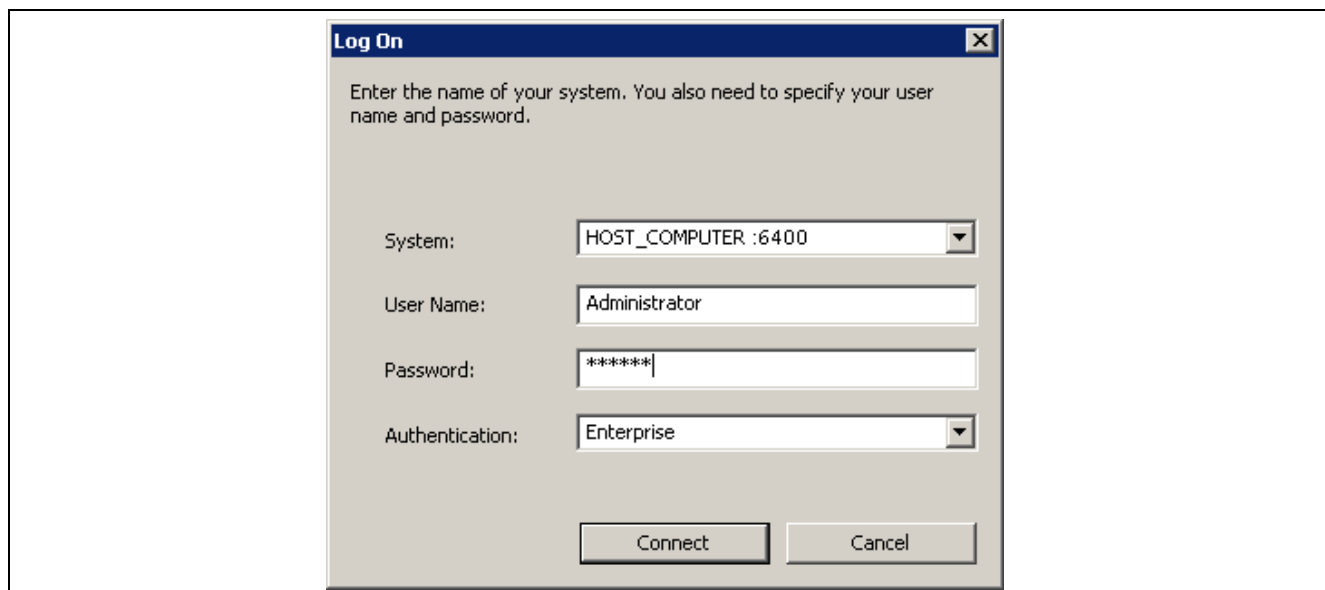 Log On
Enter the name of your system. You also need to specify your user
name and password.
System: HOST_COMPUTER :6400
User Name: Administrator
Password: ******
Authentication: Enterprise
Connect Cancel